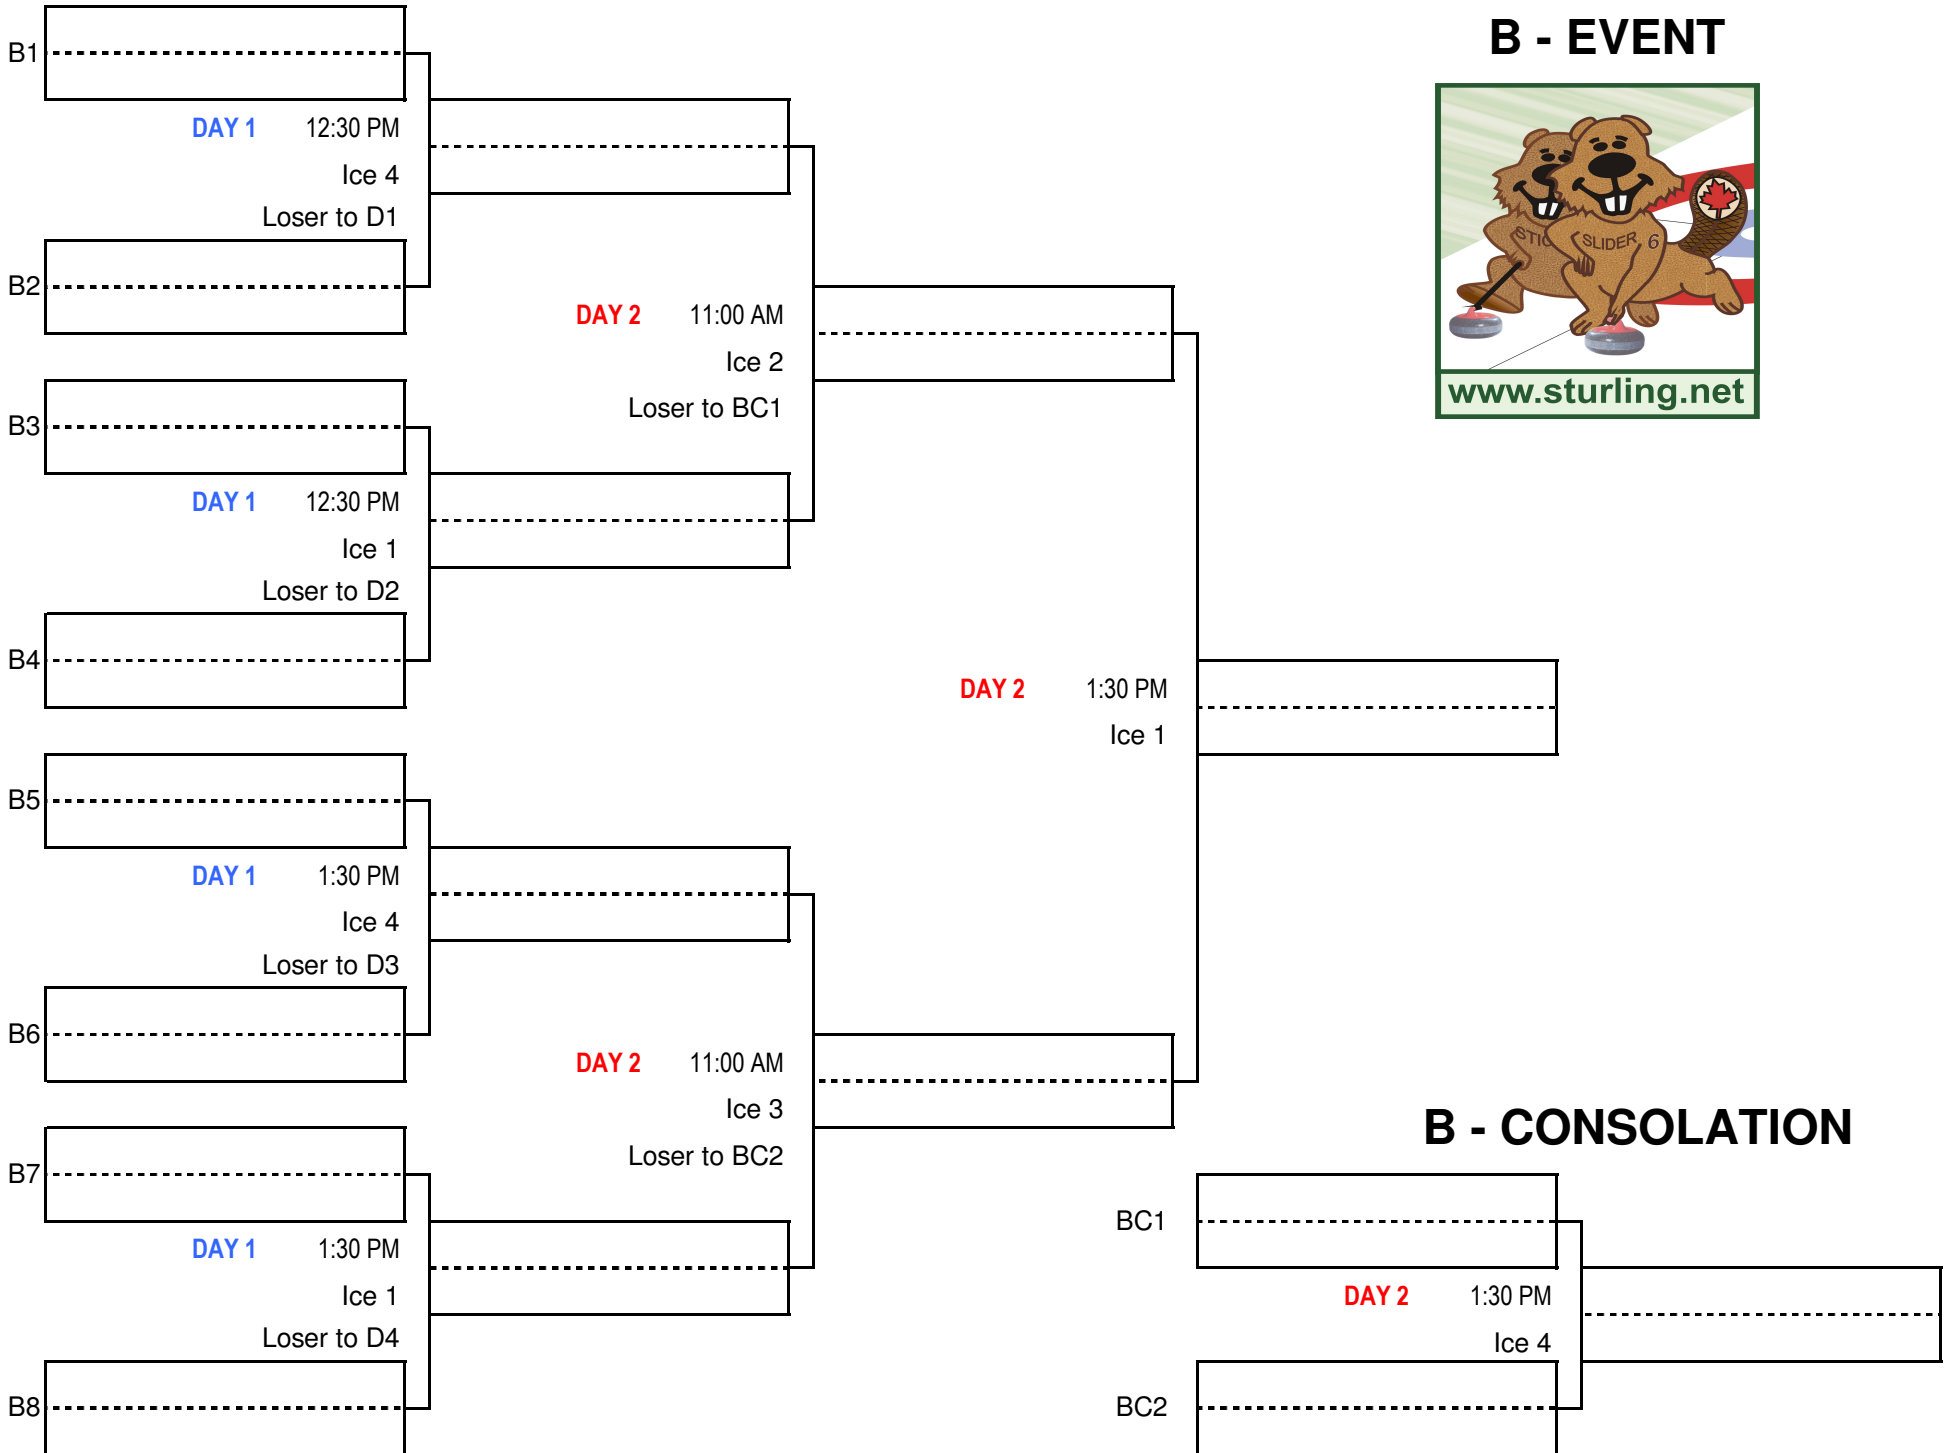 B - EVENT
B1
DAY 1 12:30 PM
Ice 4
Loser to D1
B2
DAY 2 11:00 AM
Ice 2
Loser to BC1
B3
DAY 1 12:30 PM
Ice 1
Loser to D2
B4
DAY 2 1:30 PM
Ice 1
B5
DAY 1 1:30 PM
Ice 4
Loser to D3
B6
DAY 2 11:00 AM
Ice 3
Loser to BC2
B7
DAY 1 1:30 PM
Ice 1
Loser to D4
B8
STIC
SLIDER 6
www.sturling.net
B - CONSOLATION
BC1
DAY 2 1:30 PM
Ice 4
BC2